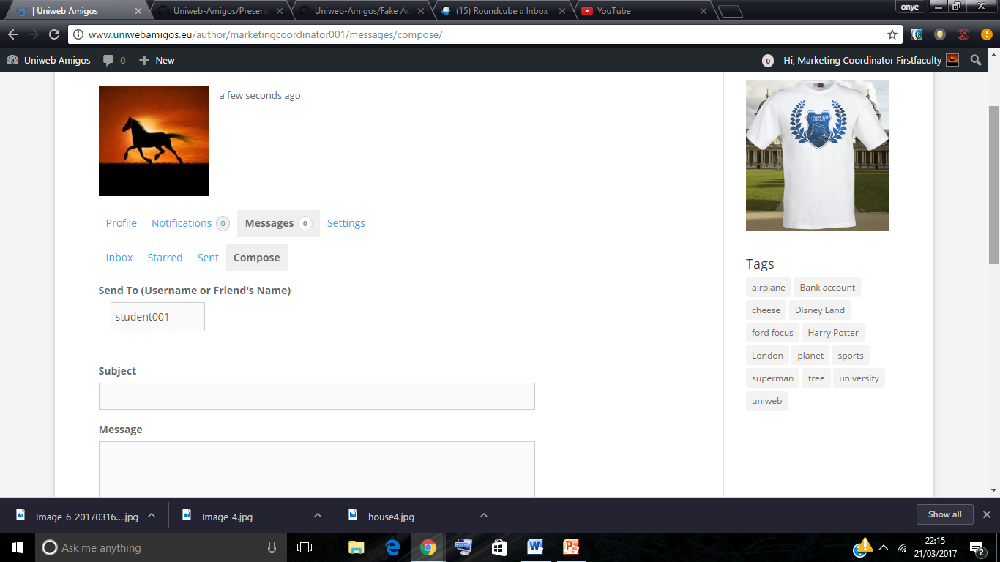 | Uniweb Amigos
Uniweb-Amigos/Present
Uniweb-Amigos/Fake Ac
(15) Roundcube :: Inbox
YouTube
onye
www.uniwebamigos.eu/author/marketingcoordinator001/messages/compose/
Uniweb Amigos 0 New
0 Hi, Marketing Coordinator Firstfaculty
a few seconds ago
Profile Notifications 0 Messages 0 Settings
Inbox Starred Sent Compose
Send To (Username or Friend's Name)
student001
Subject
Message
UNIWEB
AMIGOS
Tags
airplane Bank account
cheese Disney Land
ford focus Harry Potter
London planet sports
superman tree university
uniweb
Image-6-20170316....jpg
Image-4.jpg
house4.jpg
Show all
Ask me anything
22:15
21/03/2017
2